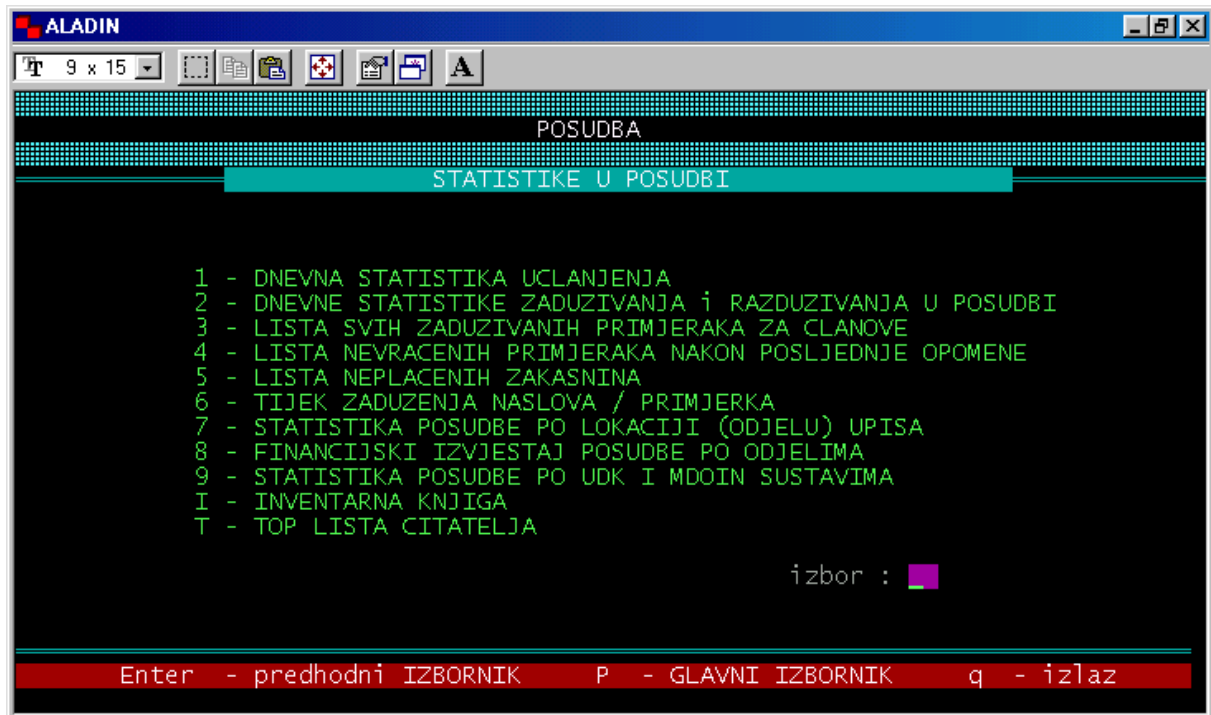 ALADIN
9 x 15
A
POSUDBA
STATISTIKE U POSUDBI
1 - DNEVNA STATISTIKA UCLANJENJA
2 - DNEVNE STATISTIKE ZADUZIVANJA i RAZDUZIVANJA U POSUDBI
3 - LISTA SVIH ZADUZIVANIH PRIMJERAKA ZA CLANOVE
4 - LISTA NEVRACENIH PRIMJERAKA NAKON POSLJEDNJE OPOMENE
5 - LISTA NEPLACENIH ZAKASNINA
6 - TIJEK ZADUZENJA NASLOVA / PRIMJERKA
7 - STATISTIKA POSUDBE PO LOKACIJI (ODJELU) UPISA
8 - FINANCIJSKI IZVJESTAJ POSUDBE PO ODJELIMA
9 - STATISTIKA POSUDBE PO UDK I MDOIN SUSTAVIMA
I - INVENTARNA KNJIGA
T - TOP LISTA CITATELJA
izbor : _
Enter - predhodni IZBORNIK P - GLAVNI IZBORNIK q - izlaz